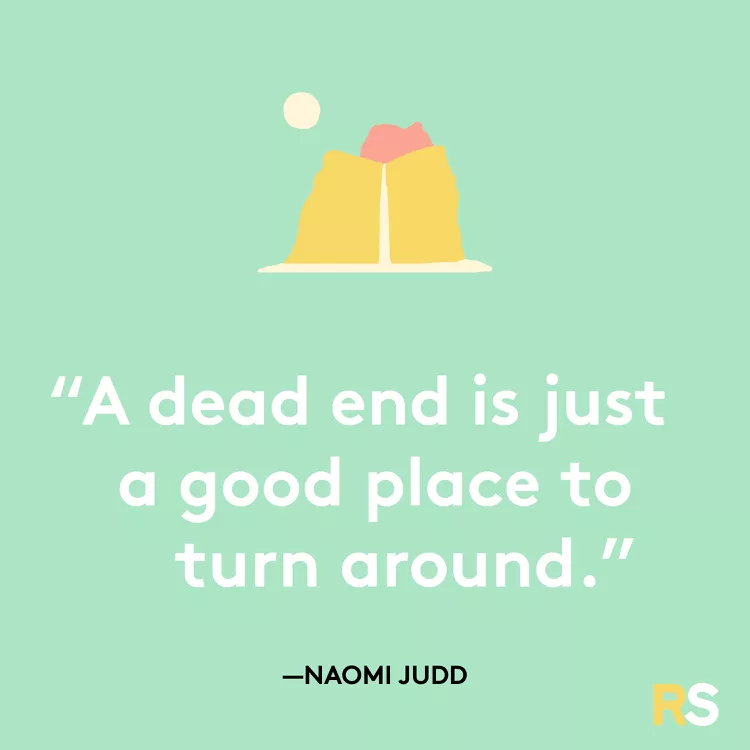 “A dead end is just
a good place to
turn around.”
—NAOMI JUDD
RS